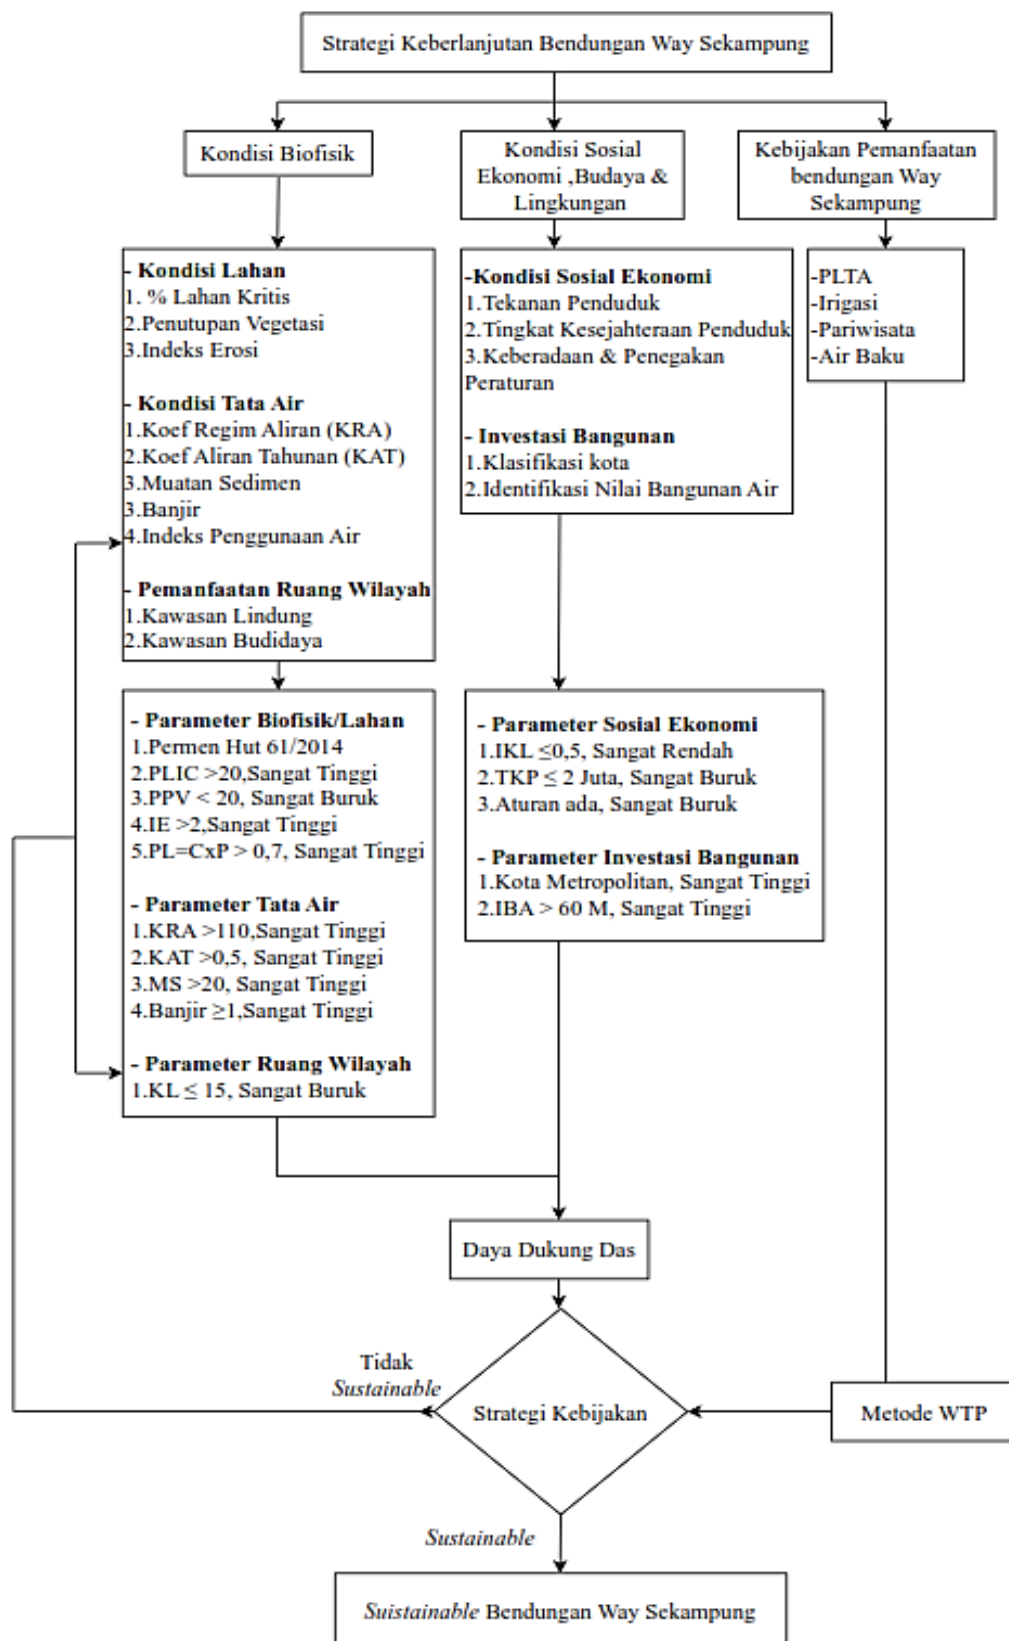 Strategi Keberlanjutan Bendungan Way Sekampung
Kondisi Biofisik
Kondisi Sosial
Ekonomi ,Budaya &
Lingkungan
Kebijakan Pemanfaatan
bendungan Way
Sekampung
- Kondisi Lahan
1. % Lahan Kritis
2.Penutupan Vegetasi
3.Indeks Erosi
- Kondisi Tata Air
1.Koef Regim Aliran (KRA)
2.Koef Aliran Tahunan (KAT)
3.Muatan Sedimen
3.Banjir
4.Indeks Penggunaan Air
- Pemanfaatan Ruang Wilayah
1.Kawasan Lindung
2.Kawasan Budidaya
-Kondisi Sosial Ekonomi
1.Tekanan Penduduk
2.Tingkat Kesejahteraan Penduduk
3.Keberadaan & Penegakan
Peraturan
- Investasi Bangunan
1.Klasifikasi kota
2.Identifikasi Nilai Bangunan Air
-PLTA
-Irigasi
-Pariwisata
-Air Baku
- Parameter Biofisik/Lahan
1.Permen Hut 61/2014
2.PLIC >20,Sangat Tinggi
3.PPV < 20, Sangat Buruk
4.IE >2,Sangat Tinggi
5.PL=CxP > 0,7, Sangat Tinggi
- Parameter Tata Air
1.KRA >110,Sangat Tinggi
2.KAT >0,5, Sangat Tinggi
3.MS >20, Sangat Tinggi
4.Banjir ≥1,Sangat Tinggi
- Parameter Ruang Wilayah
1.KL ≤ 15, Sangat Buruk
- Parameter Sosial Ekonomi
1.IKL ≤0,5, Sangat Rendah
2.TKP ≤ 2 Juta, Sangat Buruk
3.Aturan ada, Sangat Buruk
- Parameter Investasi Bangunan
1.Kota Metropolitan, Sangat Tinggi
2.IBA > 60 M, Sangat Tinggi
Daya Dukung Das
Tidak
Sustainable
Strategi Kebijakan
Metode WTP
Sustainable
Suistainable Bendungan Way Sekampung